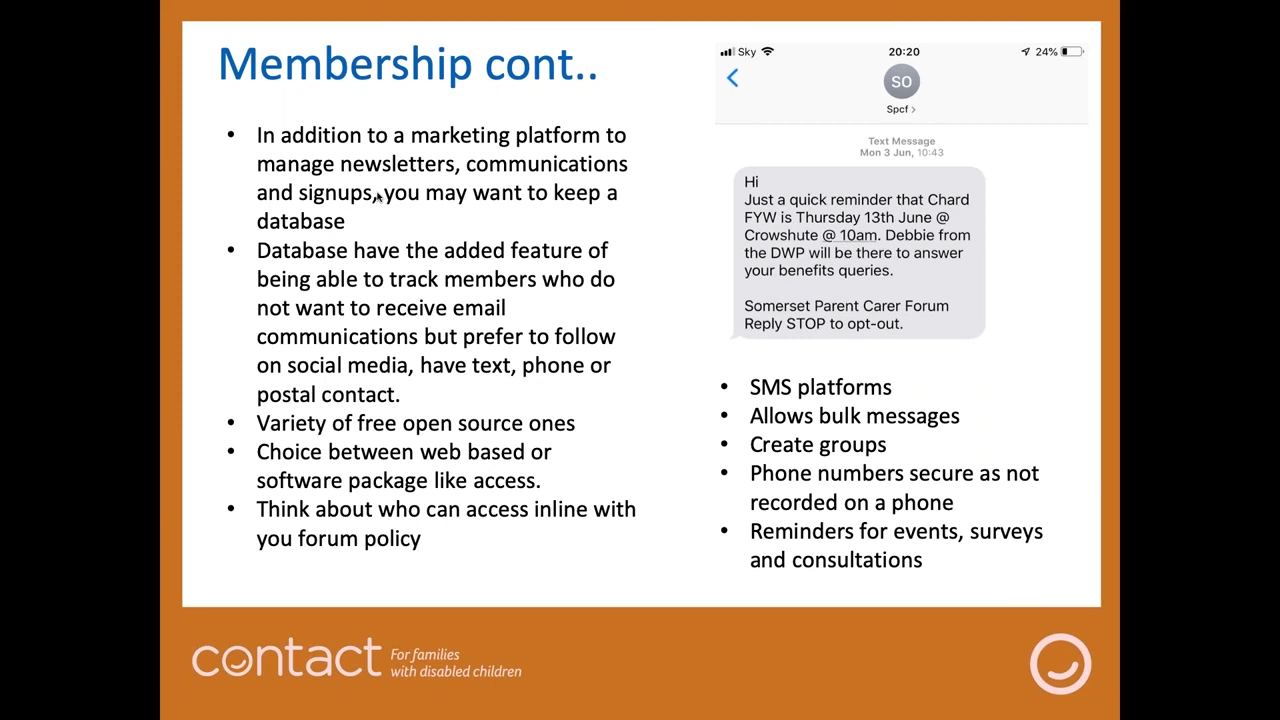 Membership cont..
• In addition to a marketing platform to
manage newsletters, communications
and signups, you may want to keep a
database
• Database have the added feature of
being able to track members who do
not want to receive email
communications but prefer to follow
on social media, have text, phone or
postal contact.
• Variety of free open source ones
• Choice between web based or
software package like access.
• Think about who can access inline with
you forum policy
Sky 20:20 24%
SO
Spcf >
Text Message
Mon 3 Jun, 10:43
Hi
Just a quick reminder that Chard
FYW is Thursday 13th June @
Crowshute @ 10am. Debbie from
the DWP will be there to answer
your benefits queries.
Somerset Parent Carer Forum
Reply STOP to opt-out.
• SMS platforms
• Allows bulk messages
• Create groups
• Phone numbers secure as not
recorded on a phone
• Reminders for events, surveys
and consultations
contact
For families
with disabled children